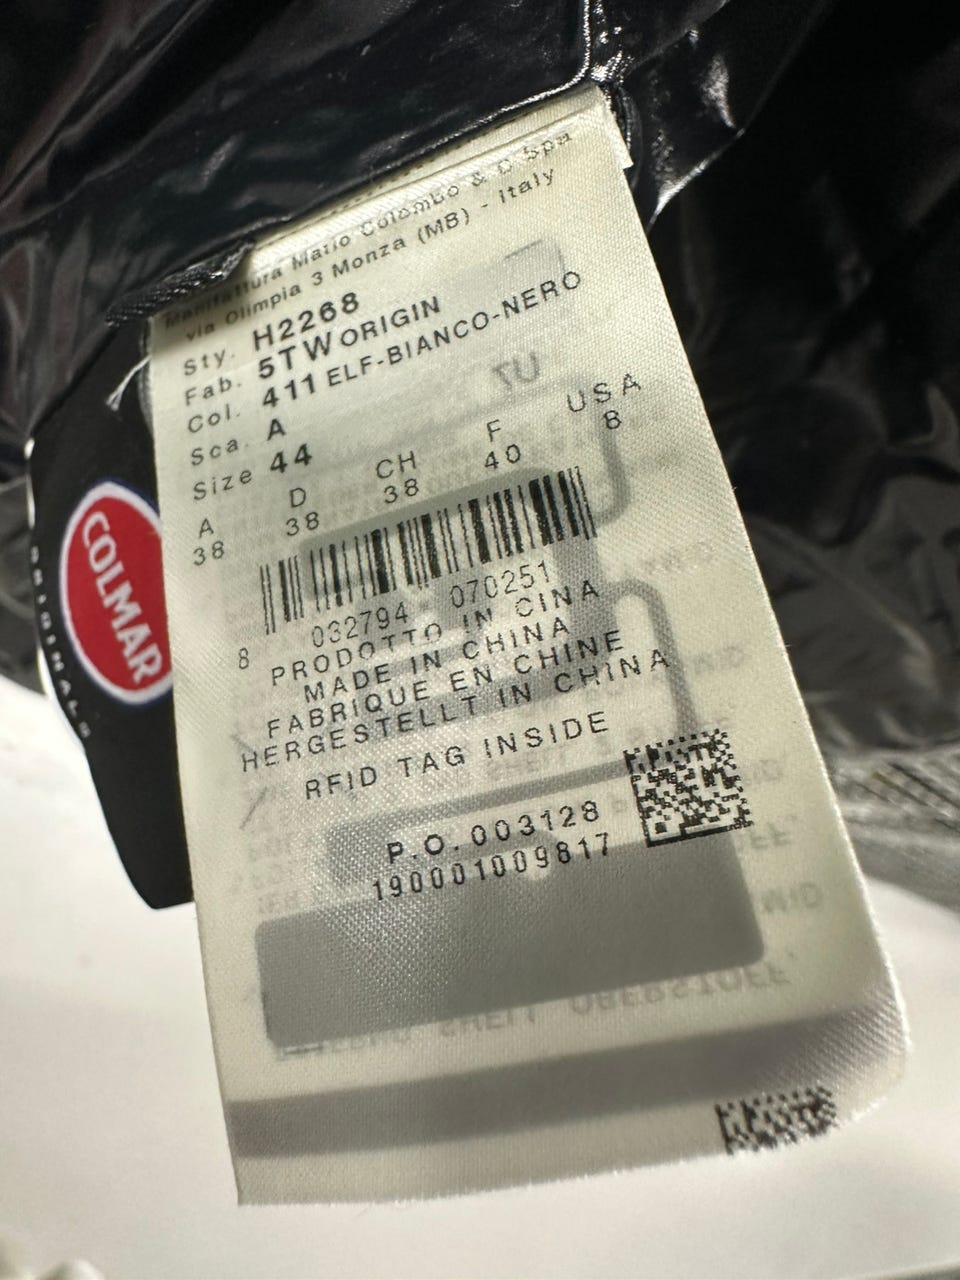 Manifattura Mario Colombo & C Spa
via Olimpia 3 Monza (MB) - Italy
Sty. H2268
Fab. 5TW ORIGIN
Col. 411 ELF-BIANCO-NERO
Sca. A
Size 44
A D CH F USA
38 38 38 40 8
8 032794 070251
PRODOTTO IN CINA
MADE IN CHINA
FABRIQUE EN CHINE
HERGESTELLT IN CHINA
RFID TAG INSIDE
P.O. 003128
190001009817
COLMAR
ORIGINALS